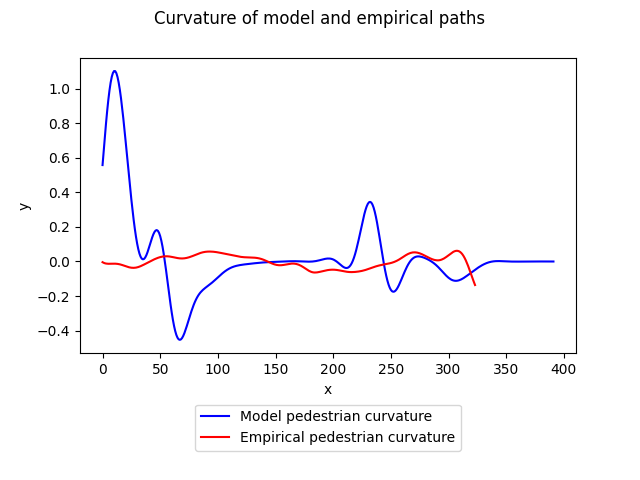 Curvature of model and empirical paths
1.0
0.8
0.6
0.4
0.2
0.0
−0.2
−0.4
y
0 50 100 150 200 250 300 350 400
x
Model pedestrian curvature
Empirical pedestrian curvature